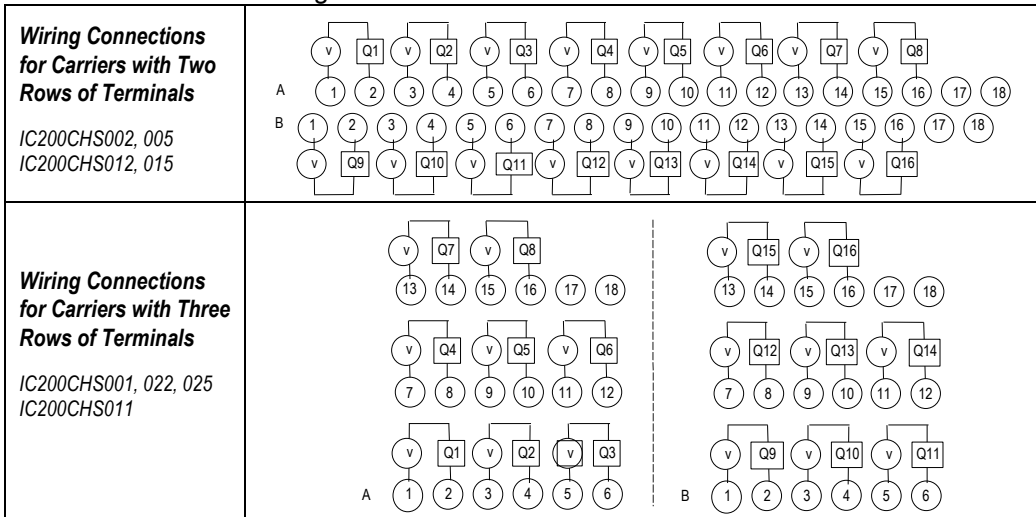 Wiring Connections
for Carriers with Two
Rows of Terminals
IC200CHS002, 005
IC200CHS012, 015
v Q1 v Q2 v Q3 v Q4 v Q5 v Q6 v Q7 v Q8
A 1 2 3 4 5 6 7 8 9 10 11 12 13 14 15 16 17 18
B 1 2 3 4 5 6 7 8 9 10 11 12 13 14 15 16 17 18
v Q9 v Q10 v Q11 v Q12 v Q13 v Q14 v Q15 v Q16
Wiring Connections
for Carriers with Three
Rows of Terminals
IC200CHS001, 022, 025
IC200CHS011
v Q7 v Q8
13 14 15 16 17 18
v Q4 v Q5 v Q6
7 8 9 10 11 12
v Q1 v Q2 v Q3
A 1 2 3 4 5 6
v Q15 v Q16
13 14 15 16 17 18
v Q12 v Q13 v Q14
7 8 9 10 11 12
v Q9 v Q10 v Q11
B 1 2 3 4 5 6